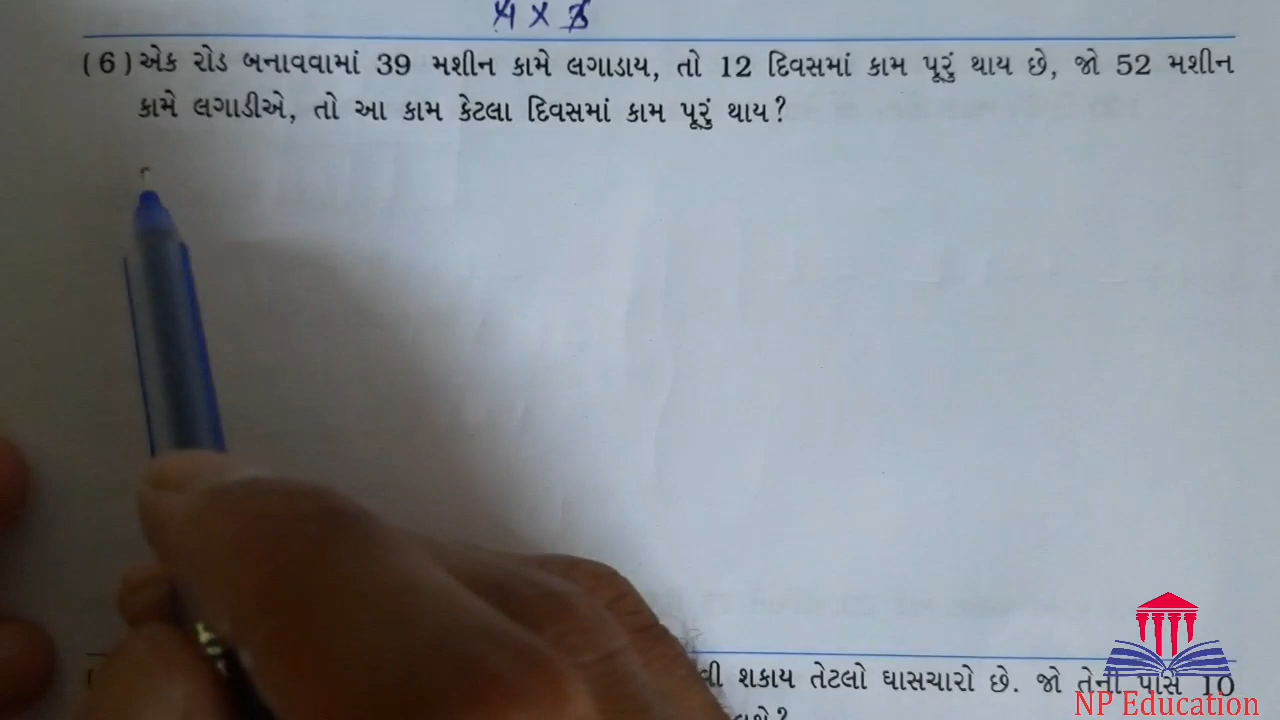 4 × 3
(6) એક રોડ બનાવવામાં 39 મશીન કામે લગાડાય, તો 12 દિવસમાં કામ પૂરું થાય છે, જો 52 મશીન
કામે લગાડીએ, તો આ કામ કેટલા દિવસમાં કામ પૂરું થાય?
શકાય તેટલો ઘાસચારો છે. જો તેની પાસે 10
NP Education